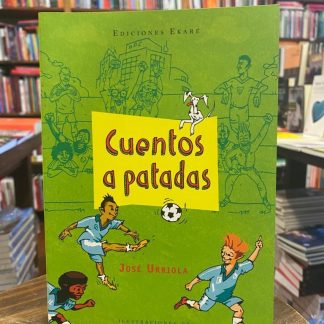 EDICIONES EKARÉ
Cuentos
a patadas
JOSÉ URRIOLA